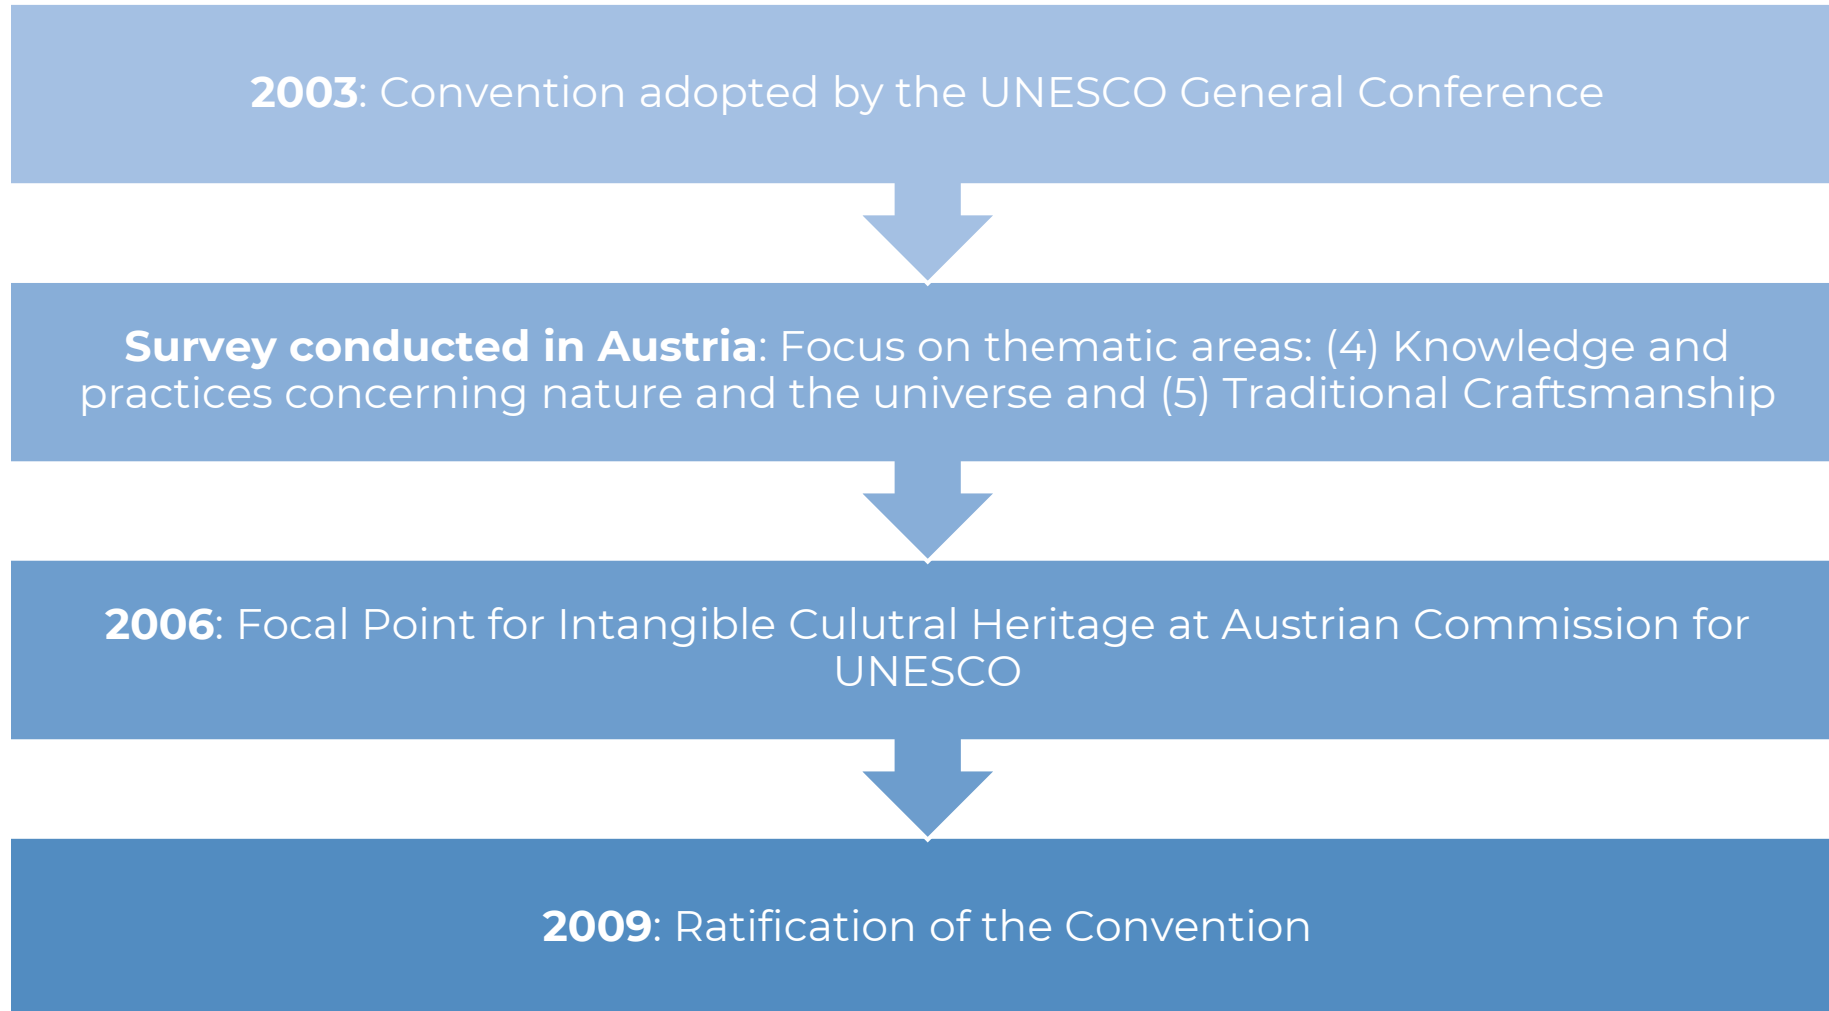 2003: Convention adopted by the UNESCO General Conference
Survey conducted in Austria: Focus on thematic areas: (4) Knowledge and
practices concerning nature and the universe and (5) Traditional Craftsmanship
2006: Focal Point for Intangible Culutral Heritage at Austrian Commission for
UNESCO
2009: Ratification of the Convention